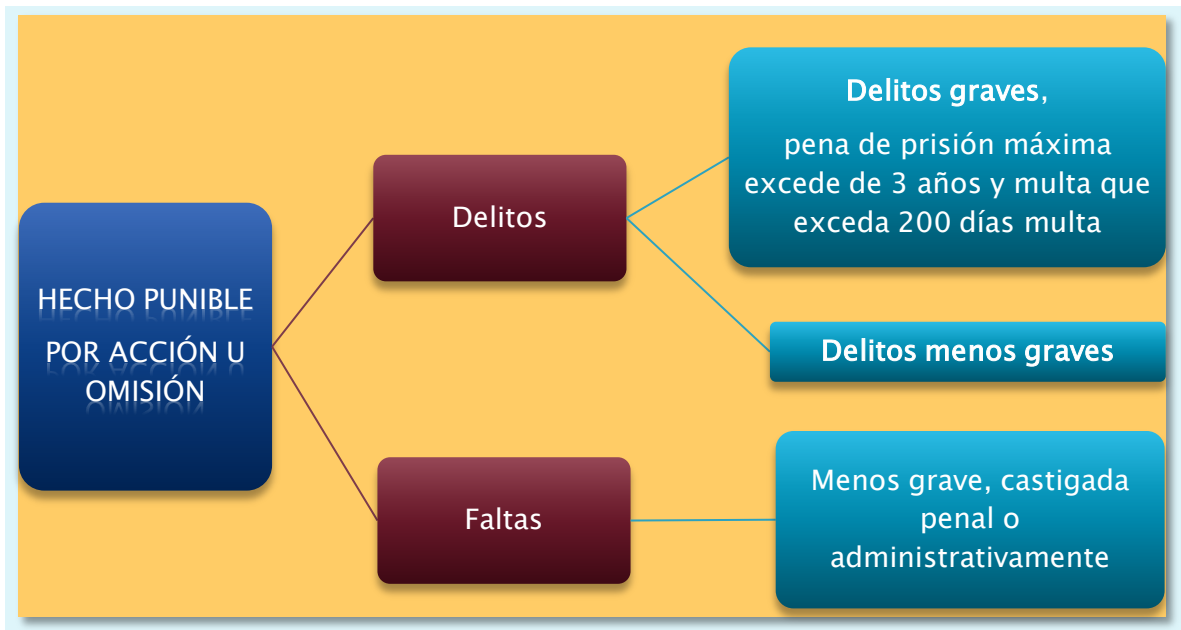 HECHO PUNIBLE
POR ACCIÓN U
OMISIÓN
Delitos
Delitos graves,
pena de prisión máxima
excede de 3 años y multa que
exceda 200 días multa
Delitos menos graves
Faltas
Menos grave, castigada
penal o
administrativamente